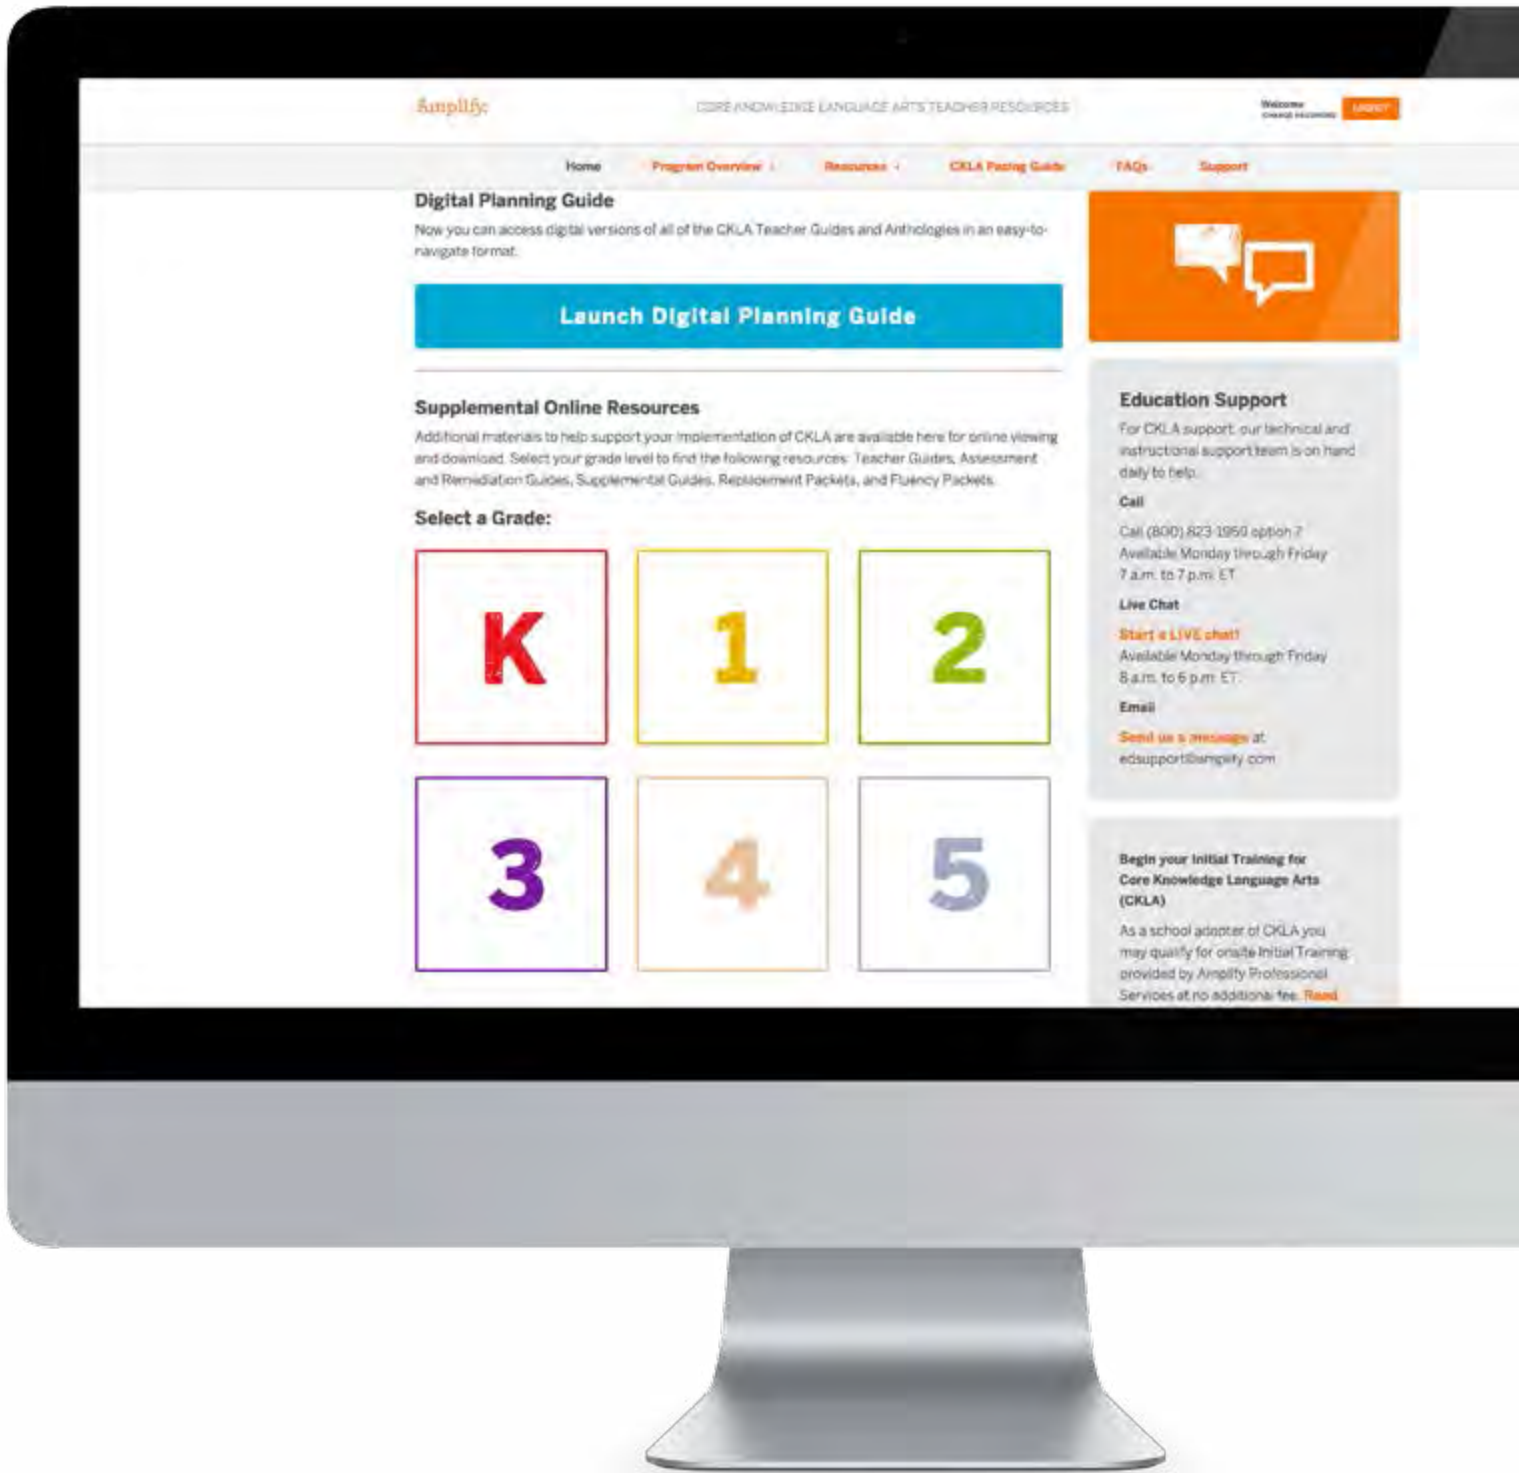 Amplify.
CORE KNOWLEDGE LANGUAGE ARTS TEACHER RESOURCES
Welcome
CHANGE PASSWORD
LOGOUT
Home
Program Overview
Resources
CKLA Pacing Guide
FAQs
Support
Digital Planning Guide
Now you can access digital versions of all of the CKLA Teacher Guides and Anthologies in an easy-to-
navigate format.
Launch Digital Planning Guide
Supplemental Online Resources
Additional materials to help support your implementation of CKLA are available here for online viewing
and download. Select your grade level to find the following resources: Teacher Guides, Assessment
and Remediation Guides, Supplemental Guides, Replacement Packets, and Fluency Packets.
Select a Grade:
K
1
2
3
4
5
Education Support
For CKLA support, our technical and
instructional support team is on hand
daily to help.
Call
Call (800) 823-1969 option 7
Available Monday through Friday
7 a.m. to 7 p.m. ET
Live Chat
Start a LIVE chat!
Available Monday through Friday
8 a.m. to 6 p.m. ET.
Email
Send us a message at
edsupport@amplify.com
Begin your Initial Training for
Core Knowledge Language Arts
(CKLA)
As a school adopter of CKLA you
may qualify for onsite Initial Training
provided by Amplify Professional
Services at no additional fee. Read